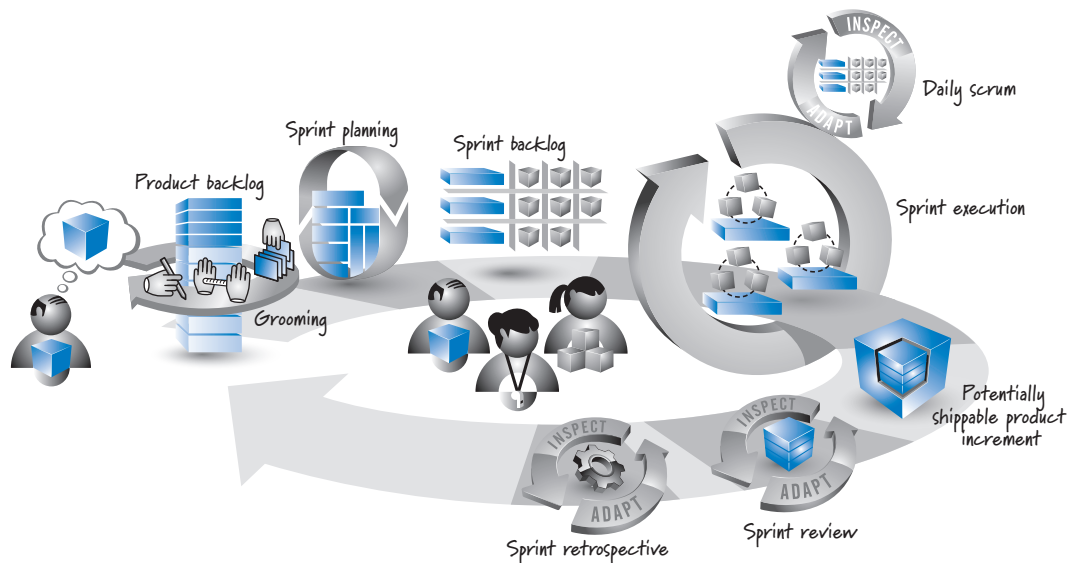 INSPECT
ADAPT
Daily scrum
Sprint planning
Sprint backlog
Product backlog
Sprint execution
Grooming
Potentially
shippable product
increment
INSPECT
ADAPT
Sprint review
INSPECT
ADAPT
Sprint retrospective